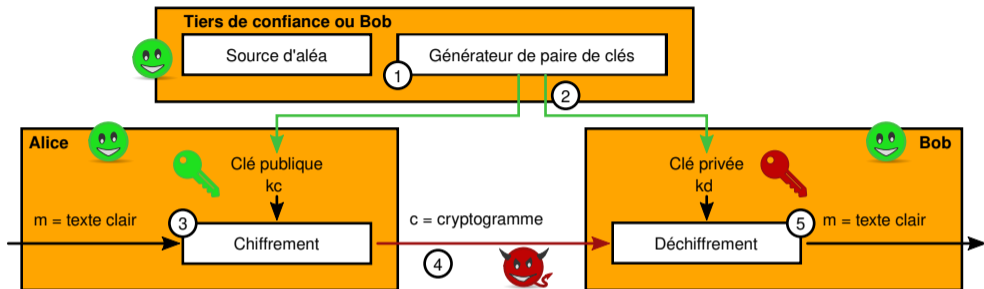 Tiers de confiance ou Bob
Source d'aléa
Générateur de paire de clés
1
2
Alice
Bob
Clé publique
kc
Clé privée
kd
m = texte clair
3
Chiffrement
c = cryptogramme
4
Déchiffrement
5
m = texte clair